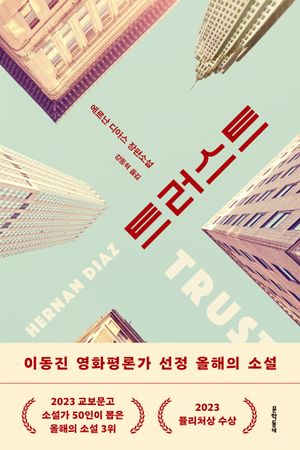 에르난 디아스 장편소설
강동혁 옮김
트러스트
HERNAN DIAZ
TRUST
이동진 영화평론가 선정 올해의 소설
2023 교보문고
소설가 50인이 뽑은
올해의 소설 3위
2023
퓰리처상 수상
문학동네